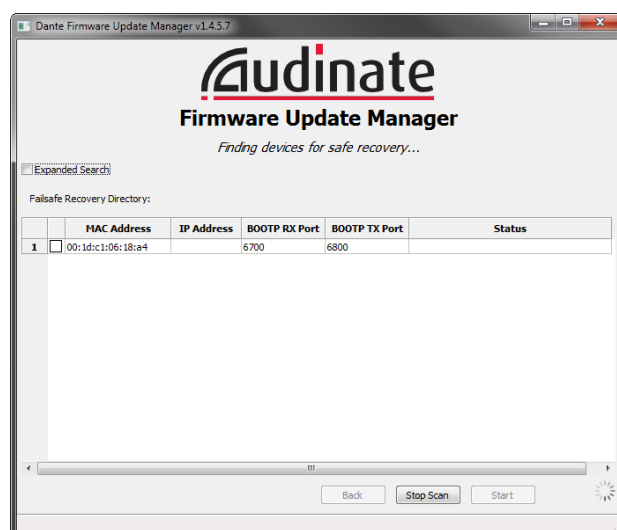 Dante Firmware Update Manager v1.4.5.7
Audinate
Firmware Update Manager
Finding devices for safe recovery...
Expanded Search
Failsafe Recovery Directory:
MAC Address IP Address BOOTP RX Port BOOTP TX Port Status
1 00:1d:c1:06:18:a4 6700 6800
Back Stop Scan Start